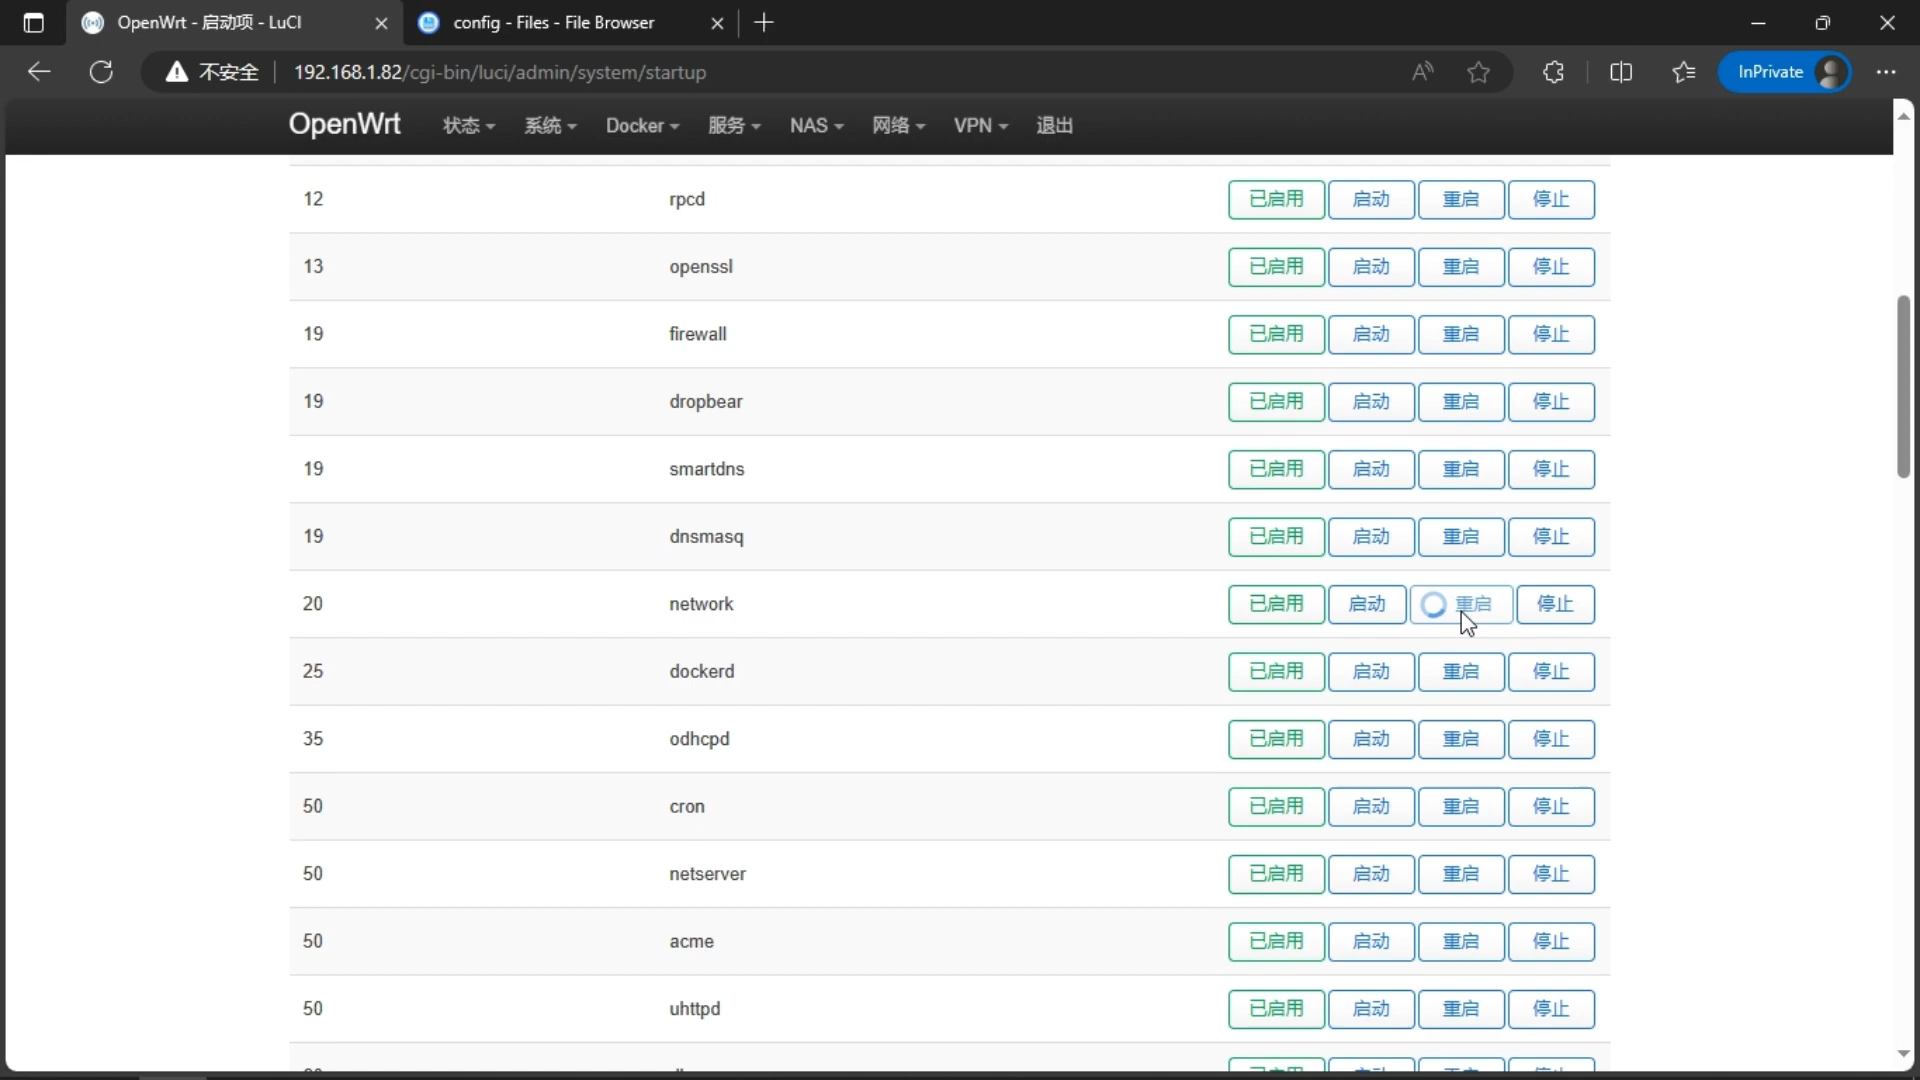 OpenWrt - 启动项 - LuCI
config - Files - File Browser
不安全
192.168.1.82/cgi-bin/luci/admin/system/startup
InPrivate
OpenWrt 状态 系统 Docker 服务 NAS 网络 VPN 退出
12 rpcd 已启用 启动 重启 停止
13 openssl 已启用 启动 重启 停止
19 firewall 已启用 启动 重启 停止
19 dropbear 已启用 启动 重启 停止
19 smartdns 已启用 启动 重启 停止
19 dnsmasq 已启用 启动 重启 停止
20 network 已启用 启动 重启 停止
25 dockerd 已启用 启动 重启 停止
35 odhcpd 已启用 启动 重启 停止
50 cron 已启用 启动 重启 停止
50 netserver 已启用 启动 重启 停止
50 acme 已启用 启动 重启 停止
50 uhttpd 已启用 启动 重启 停止